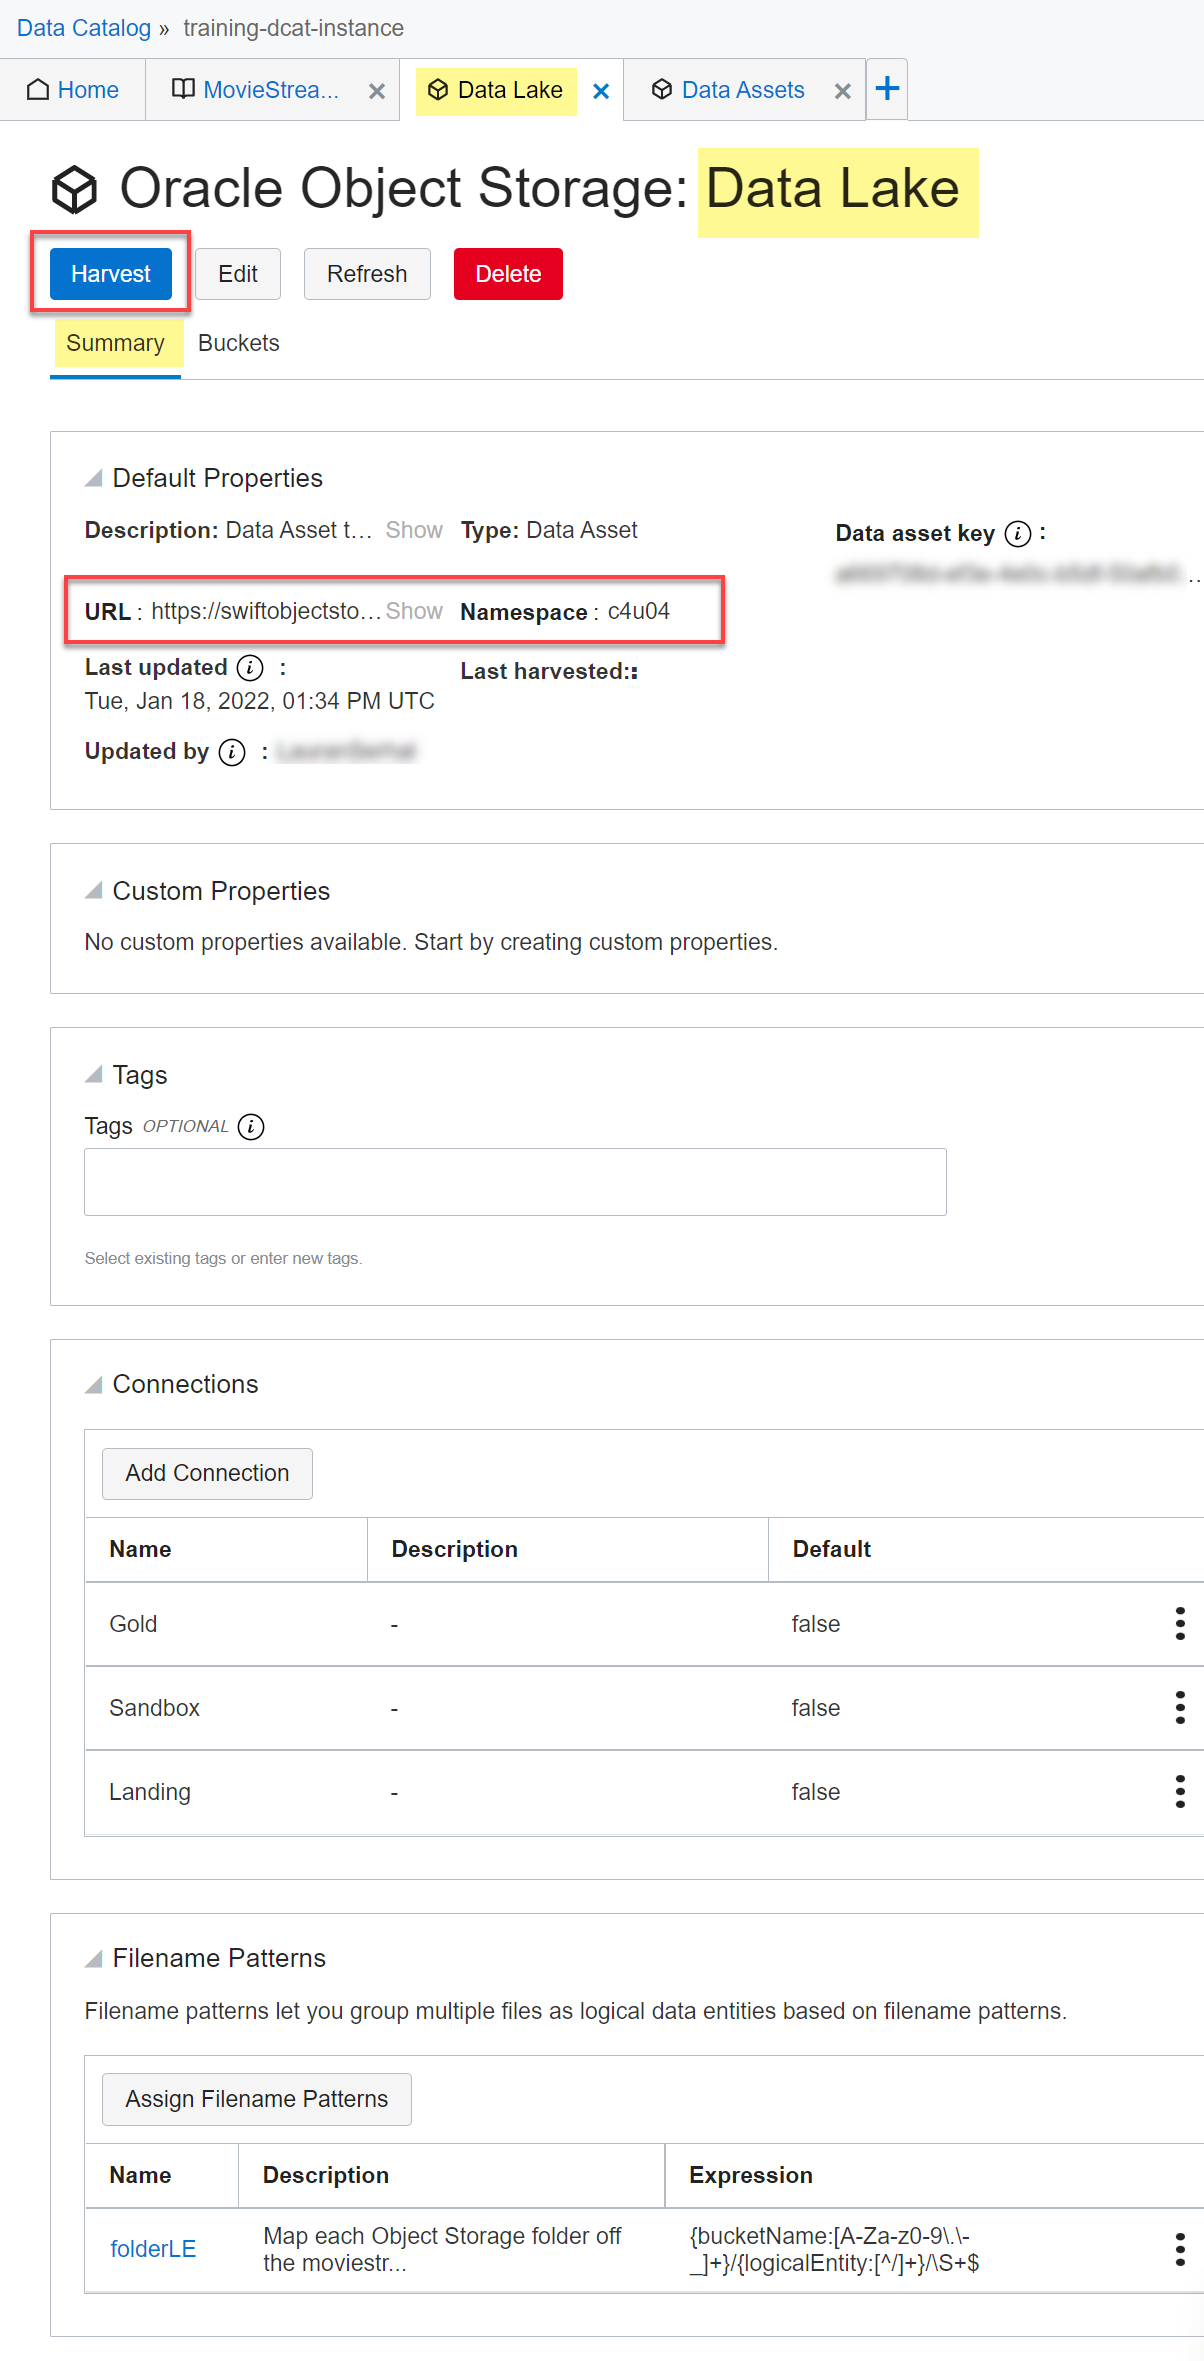 Data Catalog » training-dcat-instance
Home MovieStrea... × Data Lake × Data Assets × +
Oracle Object Storage: Data Lake
Harvest Edit Refresh Delete
Summary Buckets
Default Properties
Description: Data Asset t... Show Type: Data Asset Data asset key i :
...
URL : https://swiftobjectsto... Show Namespace : c4u04
Last updated i : Last harvested::
Tue, Jan 18, 2022, 01:34 PM UTC
Updated by i :
Custom Properties
No custom properties available. Start by creating custom properties.
Tags
Tags OPTIONAL i
Select existing tags or enter new tags.
Connections
Add Connection
Name Description Default
Gold - false
Sandbox - false
Landing - false
Filename Patterns
Filename patterns let you group multiple files as logical data entities based on filename patterns.
Assign Filename Patterns
Name Description Expression
folderLE Map each Object Storage folder off {bucketName:[A-Za-z0-9\.\-
the moviestr... _]+}/{logicalEntity:[^/]+}/\S+$